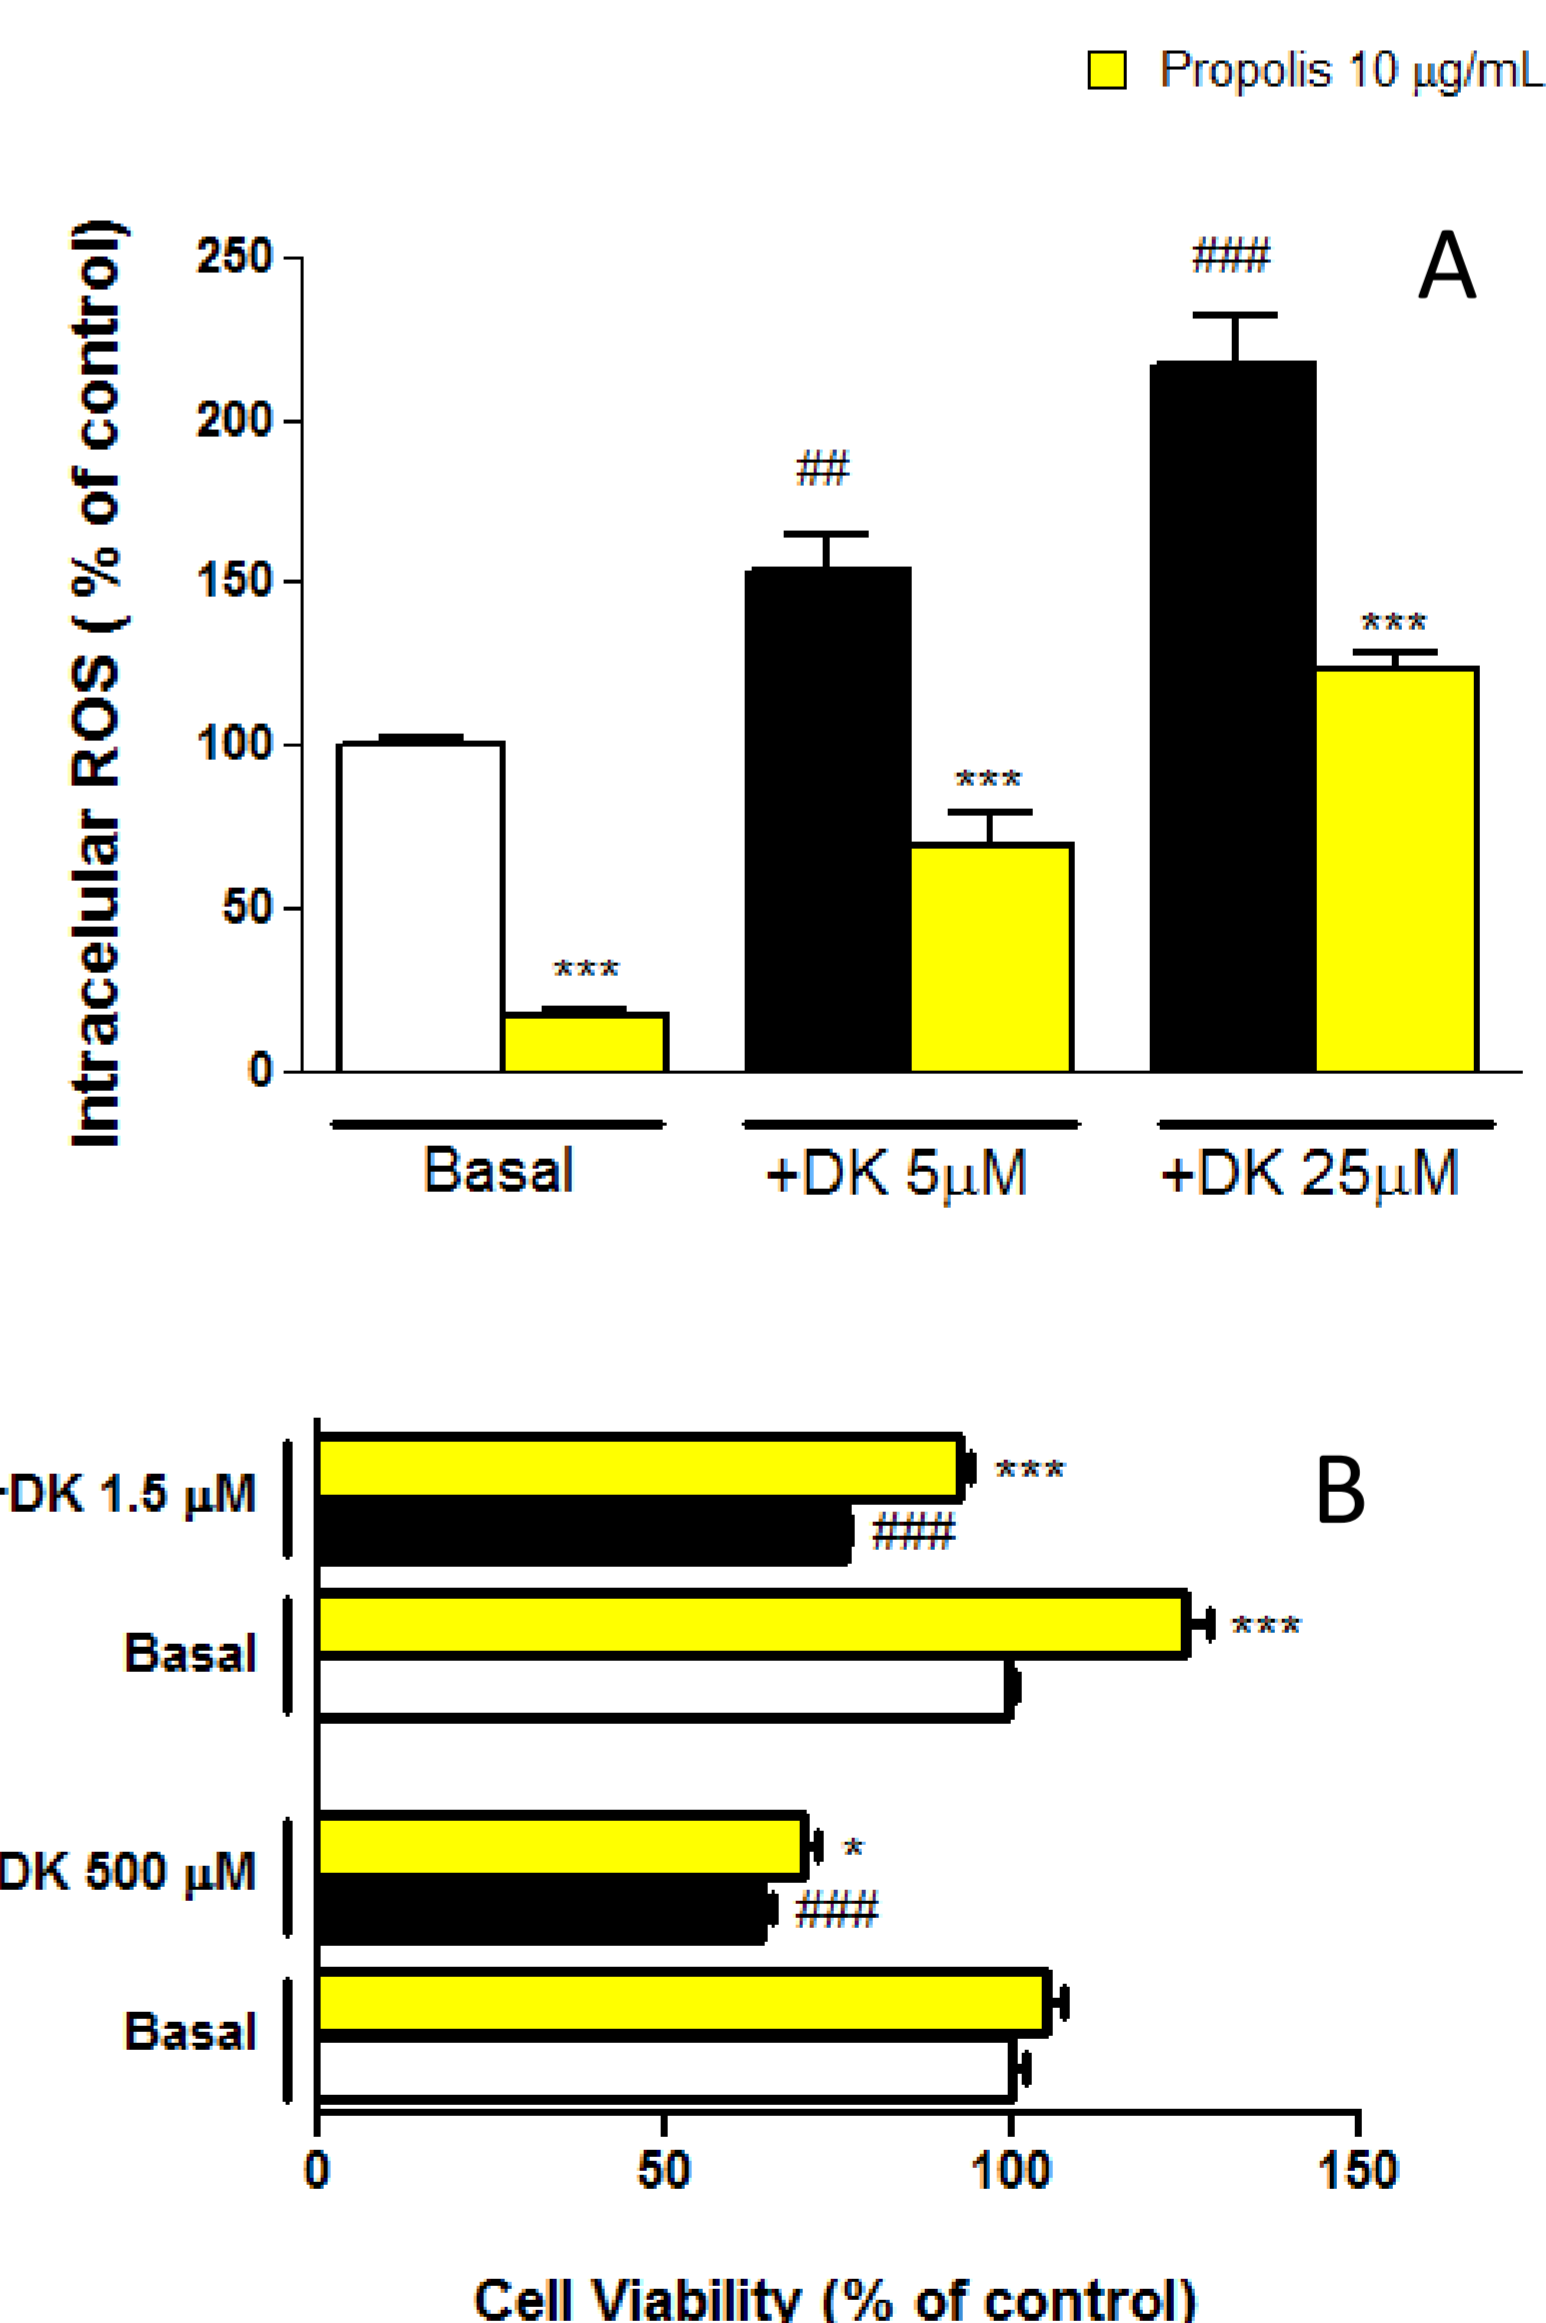 Propolis 10 μg/mL
A
Intracelular ROS ( % of control)
250
200
150
100
50
0
###
##
***
***
***
Basal
+DK 5μM
+DK 25μM
B
DK 1.5 μM
***
###
Basal
***
DK 500 μM
*
###
Basal
0 50 100 150
Cell Viability (% of control)